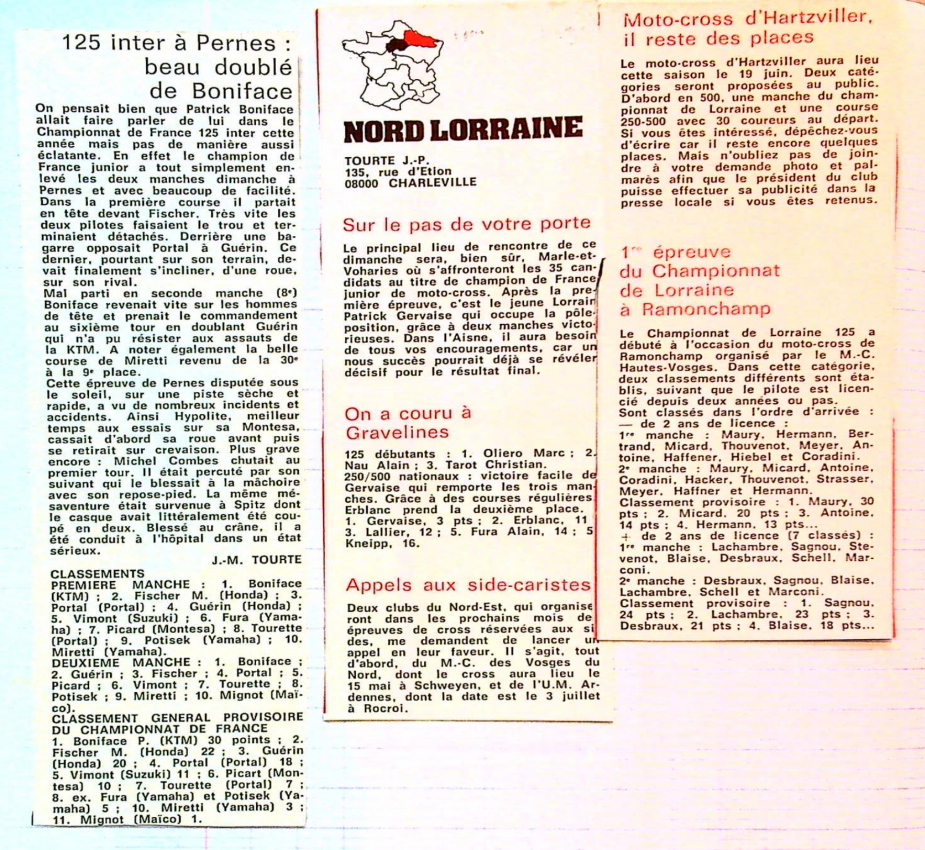 125 inter à Pernes :
beau doublé
de Boniface
On pensait bien que Patrick Boniface
allait faire parler de lui dans le
Championnat de France 125 inter cette
année mais pas de manière aussi
éclatante. En effet le champion de
France junior a tout simplement en-
levé les deux manches dimanche à
Pernes et avec beaucoup de facilité.
Dans la première course il partait
en tête devant Fischer. Très vite les
deux pilotes faisaient le trou et ter-
minaient détachés. Derrière une ba-
garre opposait Portal à Guérin. Ce
dernier, pourtant sur son terrain, de-
vait finalement s'incliner, d'une roue,
sur son rival.
Mal parti en seconde manche (8e)
Boniface revenait vite sur les hommes
de tête et prenait le commandement
au sixième tour en doublant Guérin
qui n'a pu résister aux assauts de
la KTM. A noter également la belle
course de Miretti revenu de la 30e
à la 9e place.
Cette épreuve de Pernes disputée sous
le soleil, sur une piste sèche et
rapide, a vu de nombreux incidents et
accidents. Ainsi Hypolite, meilleur
temps aux essais sur sa Montesa,
cassait d'abord sa roue avant puis
se retirait sur crevaison. Plus grave
encore : Michel Combes chutait au
premier tour. Il était percuté par son
suivant qui le blessait à la mâchoire
avec son repose-pied. La même mé-
saventure était survenue à Spitz dont
le casque avait littéralement été cou-
pé en deux. Blessé au crâne, il a
été conduit à l'hôpital dans un état
sérieux.
J.-M. TOURTE
CLASSEMENTS
PREMIERE MANCHE : 1. Boniface
(KTM) ; 2. Fischer M. (Honda) ; 3.
Portal (Portal) ; 4. Guérin (Honda) ;
5. Vimont (Suzuki) ; 6. Fura (Yama-
ha) ; 7. Picard (Montesa) ; 8. Tourette
(Portal) ; 9. Potisek (Yamaha) ; 10.
Miretti (Yamaha).
DEUXIEME MANCHE : 1. Boniface ;
2. Guérin ; 3. Fischer ; 4. Portal ; 5.
Picard ; 6. Vimont ; 7. Tourette ; 8.
Potisek ; 9. Miretti ; 10. Mignot (Maï-
co).
CLASSEMENT GENERAL PROVISOIRE
DU CHAMPIONNAT DE FRANCE
1. Boniface P. (KTM) 30 points ; 2.
Fischer M. (Honda) 22 ; 3. Guérin
(Honda) 20 ; 4. Portal (Portal) 18 ;
5. Vimont (Suzuki) 11 ; 6. Picart (Mon-
tesa) 10 ; 7. Tourette (Portal) 7 ;
8. ex. Fura (Yamaha) et Potisek (Ya-
maha) 5 ; 10. Miretti (Yamaha) 3 ;
11. Mignot (Maïco) 1.
NORD LORRAINE
TOURTE J.-P.
135, rue d'Etion
08000 CHARLEVILLE
Sur le pas de votre porte
Le principal lieu de rencontre de ce
dimanche sera, bien sûr, Marle-et-
Voharies où s'affronteront les 35 can-
didats au titre de champion de France
junior de moto-cross. Après la pre-
mière épreuve, c'est le jeune Lorrain
Patrick Gervaise qui occupe la pôle-
position, grâce à deux manches victo-
rieuses. Dans l'Aisne, il aura besoin
de tous vos encouragements, car un
nous succès pourrait déjà se révéler
décisif pour le résultat final.
On a couru à
Gravelines
125 débutants : 1. Oliero Marc ; 2.
Nau Alain ; 3. Tarot Christian.
250/500 nationaux : victoire facile de
Gervaise qui remporte les trois man
ches. Grâce à des courses régulières
Erblanc prend la deuxième place.
1. Gervaise, 3 pts ; 2. Erblanc, 11
3. Lallier, 12 ; 5. Fura Alain, 14 ; 5
Kneipp, 16.
Appels aux side-caristes
Deux clubs du Nord-Est, qui organise
ront dans les prochains mois de
épreuves de cross réservées aux si
des, me demandent de lancer un
appel en leur faveur. Il s'agit, tout
d'abord, du M.-C. des Vosges du
Nord, dont le cross aura lieu le
15 mai à Schweyen, et de l'U.M. Ar-
dennes, dont la date est le 3 juillet
à Rocroi.
Moto-cross d'Hartzviller,
il reste des places
Le moto-cross d'Hartzviller aura lieu
cette saison le 19 juin. Deux caté-
gories seront proposées au public.
D'abord en 500, une manche du cham-
pionnat de Lorraine et une course
250-500 avec 30 coureurs au départ.
Si vous êtes intéressé, dépêchez-vous
d'écrire car il reste encore quelques
places. Mais n'oubliez pas de join-
dre à votre demande photo et pal-
marès afin que le président du club
puisse effectuer sa publicité dans la
presse locale si vous êtes retenus.
1re épreuve
du Championnat
de Lorraine
à Ramonchamp
Le Championnat de Lorraine 125 a
débuté à l'occasion du moto-cross de
Ramonchamp organisé par le M.-C.
Hautes-Vosges. Dans cette catégorie,
deux classements différents sont éta-
blis, suivant que le pilote est licen-
cié depuis deux années ou pas.
Sont classés dans l'ordre d'arrivée :
— de 2 ans de licence :
1re manche : Maury, Hermann, Ber-
trand, Micard, Thouvenot, Meyer, An-
toine, Haffener, Hiebel et Coradini.
2e manche : Maury, Micard, Antoine,
Coradini, Hacker, Thouvenot, Strasser,
Meyer, Haffner et Hermann.
Classement provisoire : 1. Maury, 30
pts ; 2. Micard, 20 pts ; 3. Antoine,
14 pts ; 4. Hermann, 13 pts...
+ de 2 ans de licence (7 classés) :
1re manche : Lachambre, Sagnou, Ste-
venot, Blaise, Desbraux, Schell, Mar-
coni.
2e manche : Desbraux, Sagnou, Blaise,
Lachambre, Schell et Marconi.
Classement provisoire : 1. Sagnou,
24 pts ; 2. Lachambre, 23 pts ; 3.
Desbraux, 21 pts ; 4. Blaise, 18 pts...